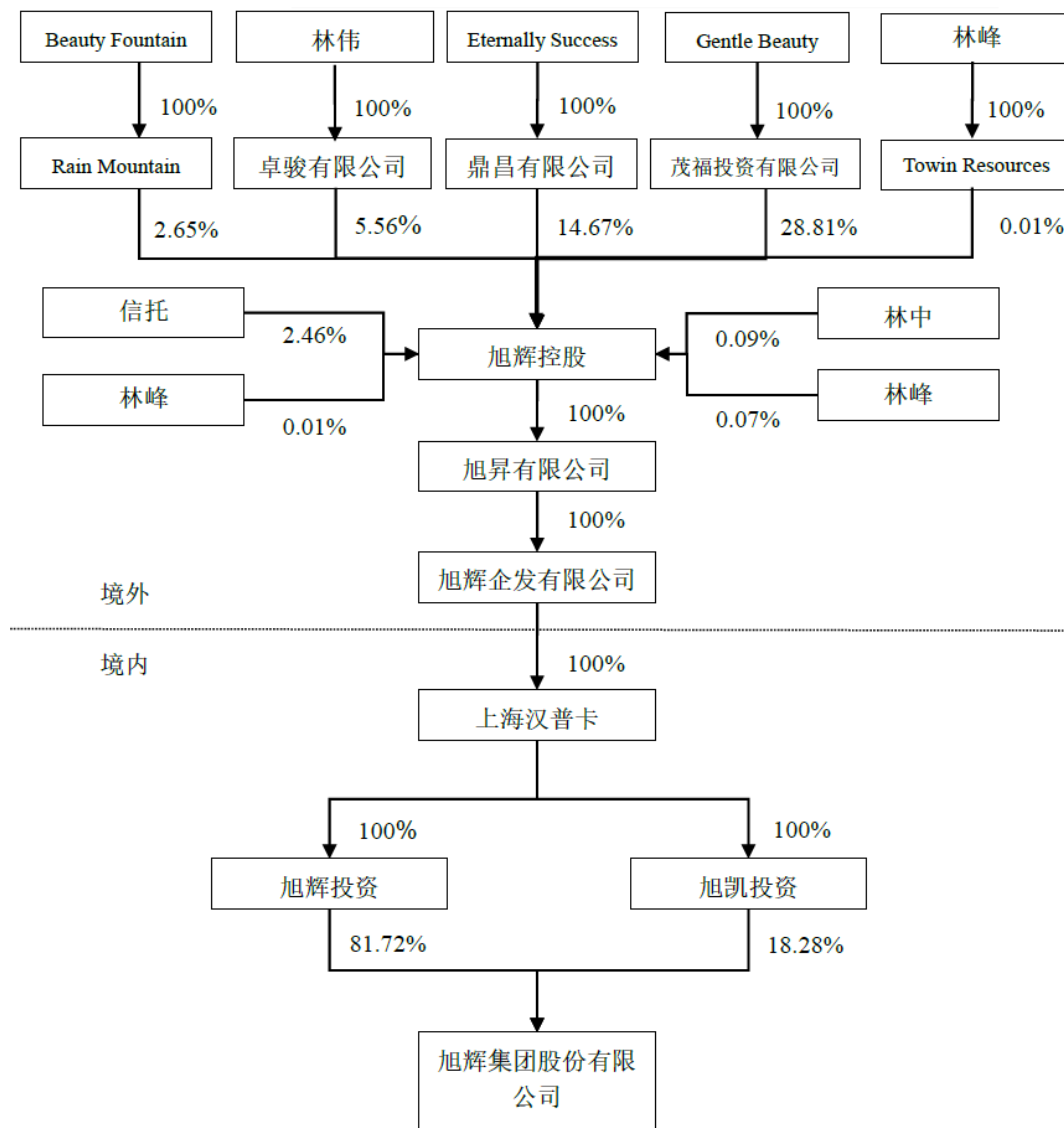 Beauty Fountain
林伟
Eternally Success
Gentle Beauty
林峰
100%
100%
100%
100%
100%
Rain Mountain
卓骏有限公司
鼎昌有限公司
茂福投资有限公司
Towin Resources
2.65%
5.56%
14.67%
28.81%
0.01%
信托
林中
2.46%
旭辉控股
0.09%
林峰
林峰
0.01%
0.07%
100%
旭昇有限公司
100%
旭辉企发有限公司
境外
境内
100%
上海汉普卡
100%
100%
旭辉投资
旭凯投资
81.72%
18.28%
旭辉集团股份有限
公司